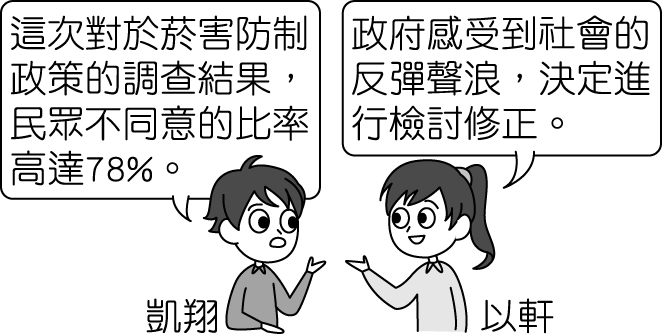 這次對於菸害防制
政策的調查結果，
民眾不同意的比率
高達78%。
政府感受到社會的
反彈聲浪，決定進
行檢討修正。
凱翔
以軒